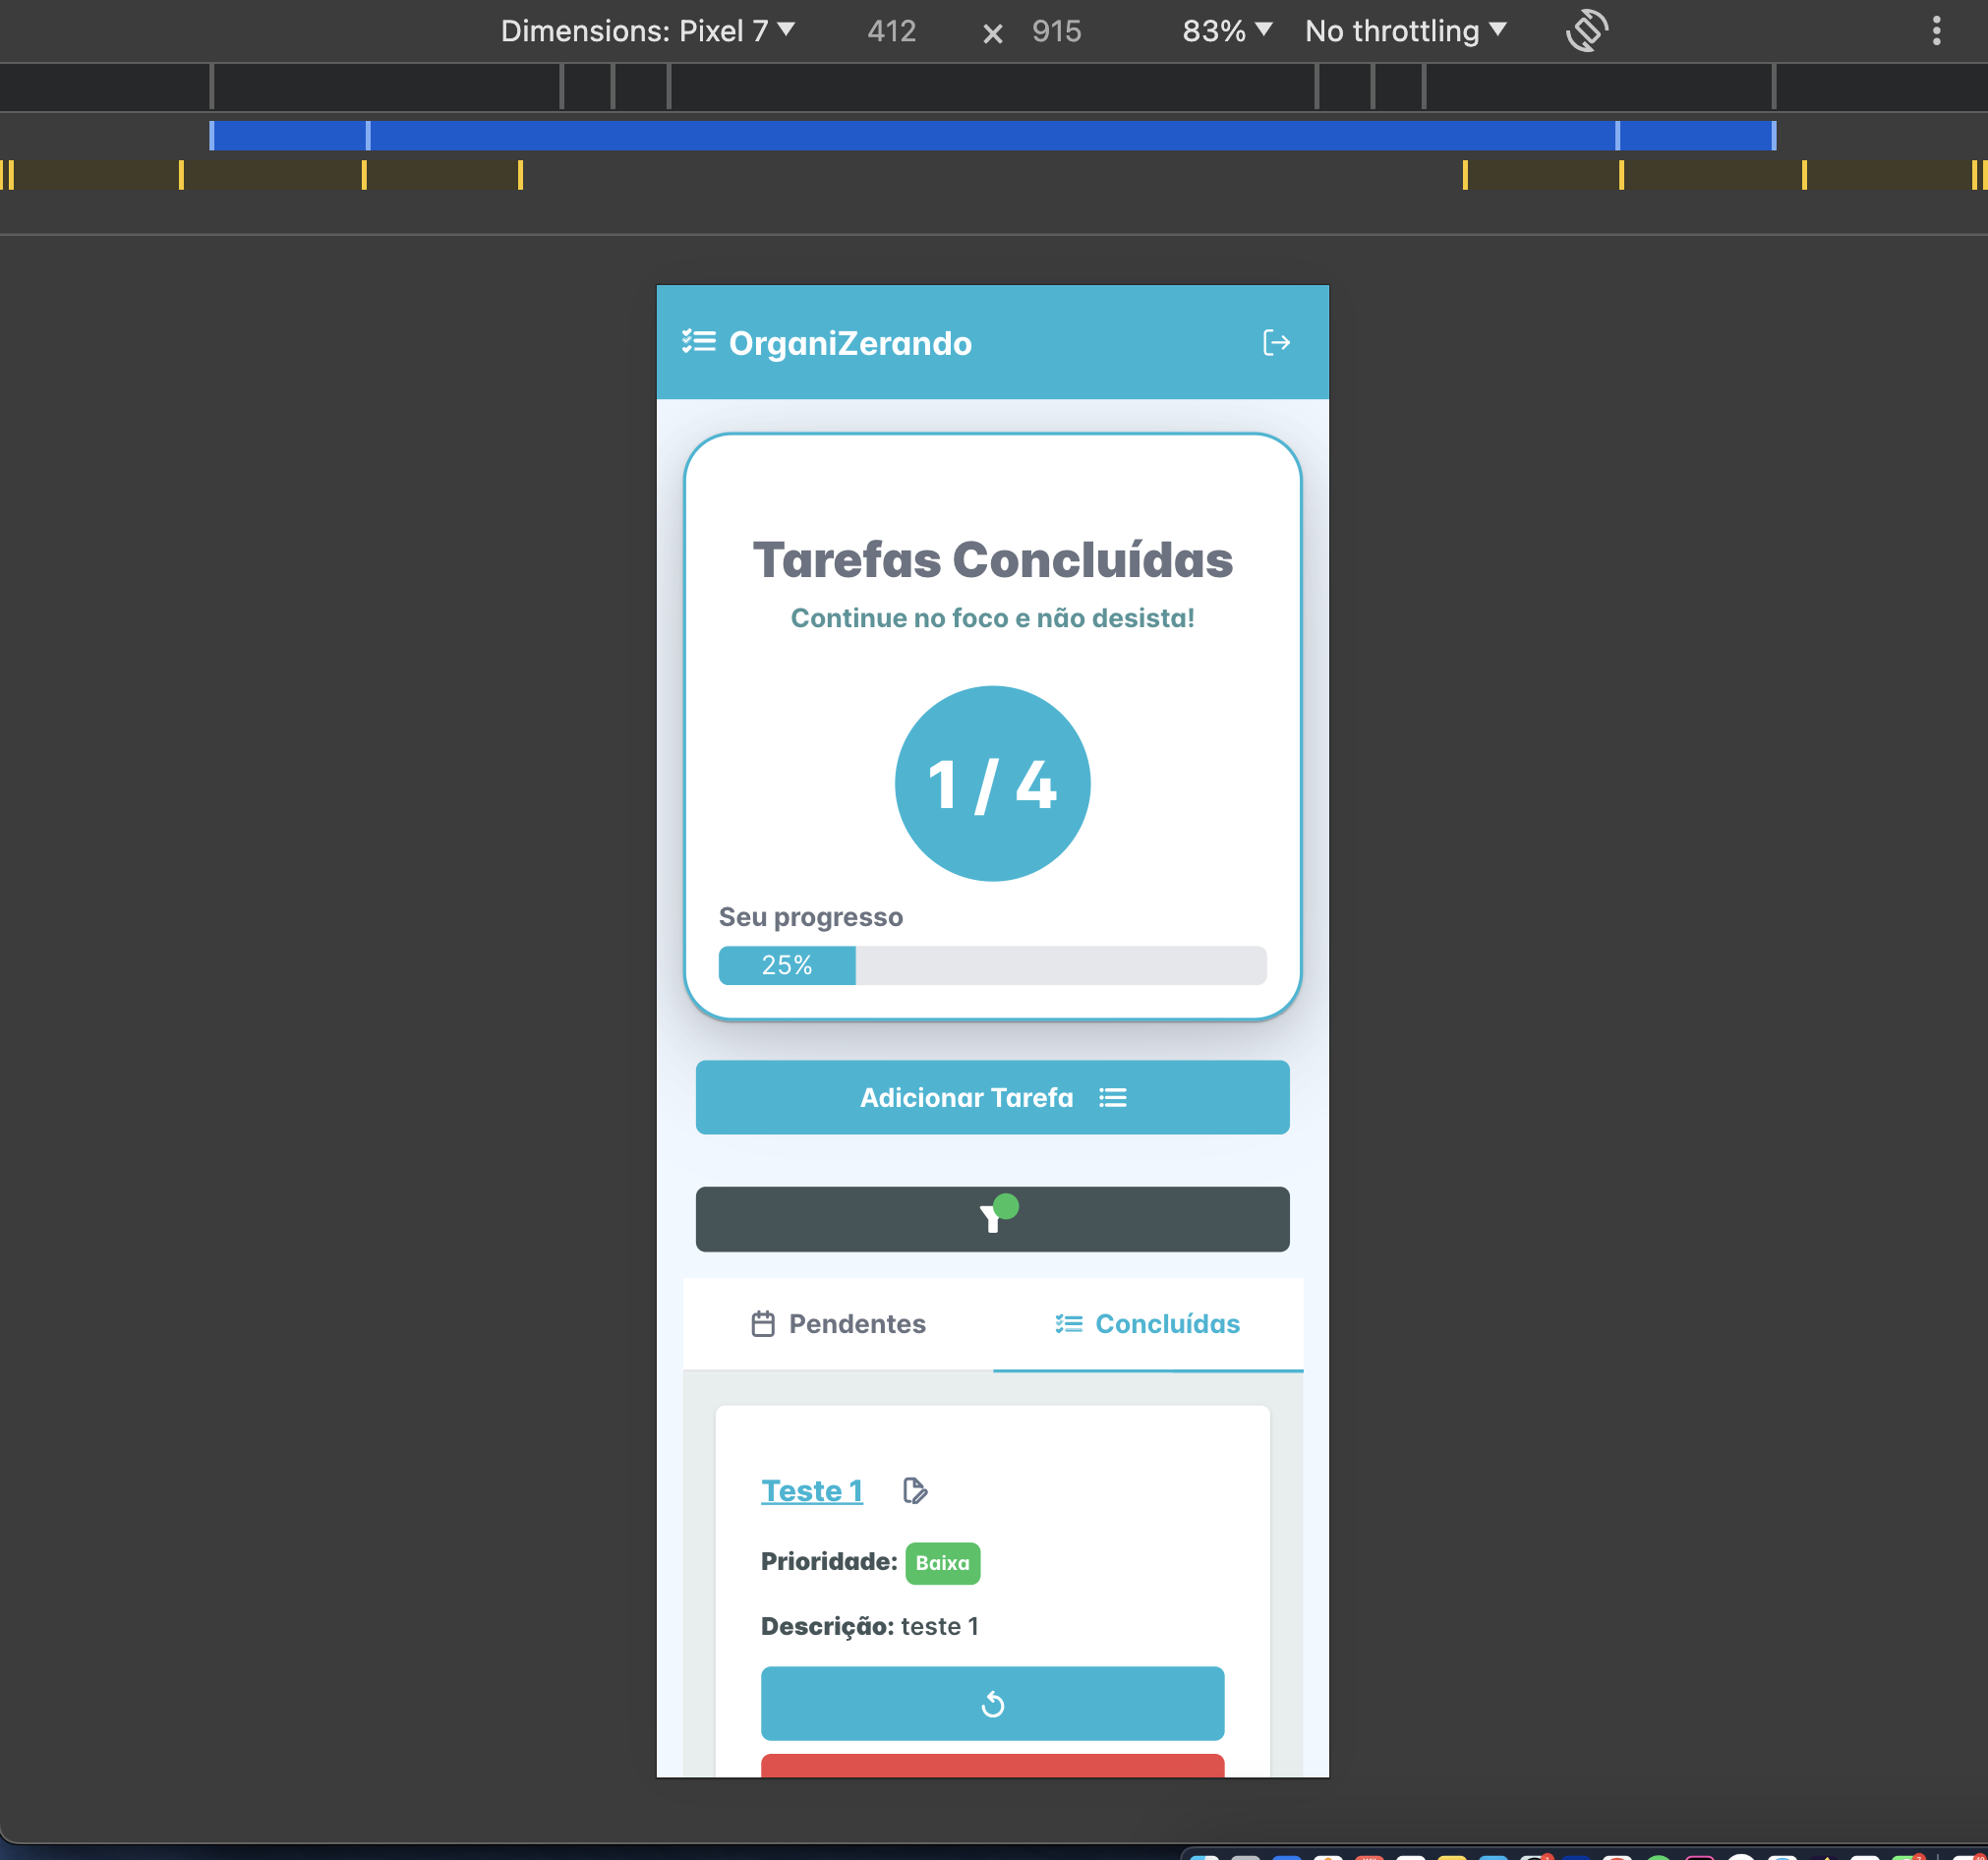 Dimensions: Pixel 7 412 × 915 83% No throttling
OrganiZerando
Tarefas Concluídas
Continue no foco e não desista!
1 / 4
Seu progresso
25%
Adicionar Tarefa
Pendentes Concluídas
Teste 1
Prioridade: Baixa
Descrição: teste 1